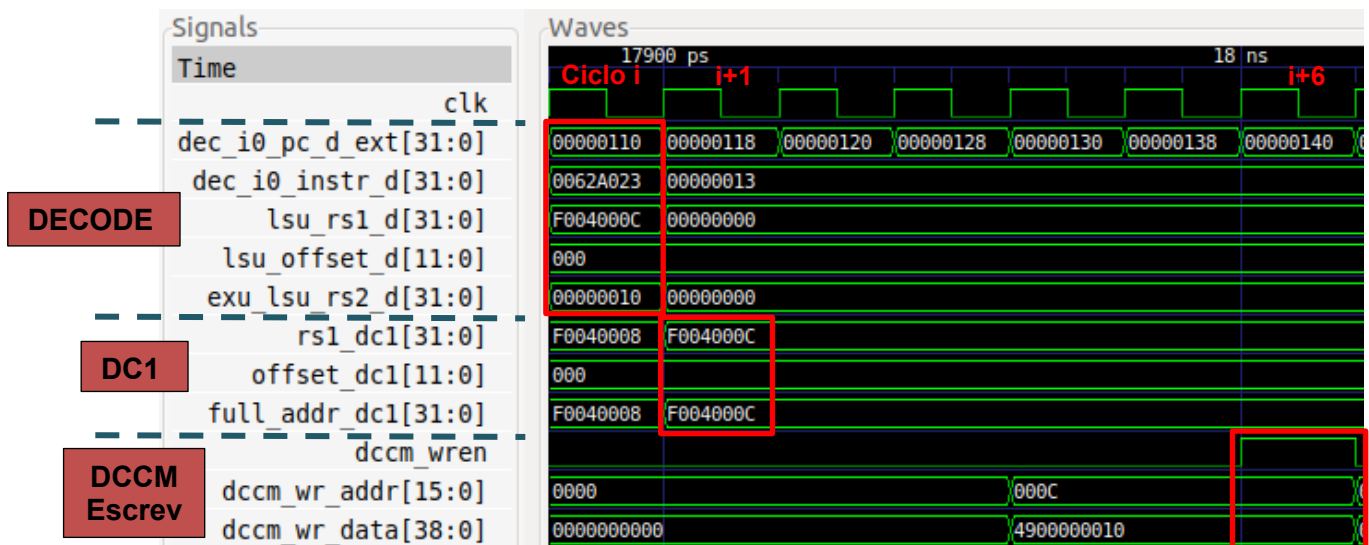 Signals
Waves
Time
17900 ps
18 ns
Ciclo i
i+1
i+6
clk
DECODE
dec_i0_pc_d_ext[31:0]
00000110 00000118 00000120 00000128 00000130 00000138 00000140
dec_i0_instr_d[31:0]
0062A023 00000013
lsu_rs1_d[31:0]
F004000C 00000000
lsu_offset_d[11:0]
000
exu_lsu_rs2_d[31:0]
00000010 00000000
DC1
rs1_dc1[31:0]
F0040008 F004000C
offset_dc1[11:0]
000
full_addr_dc1[31:0]
F0040008 F004000C
DCCM
Escrev
dccm_wren
dccm_wr_addr[15:0]
0000 000C
dccm_wr_data[38:0]
0000000000 4900000010